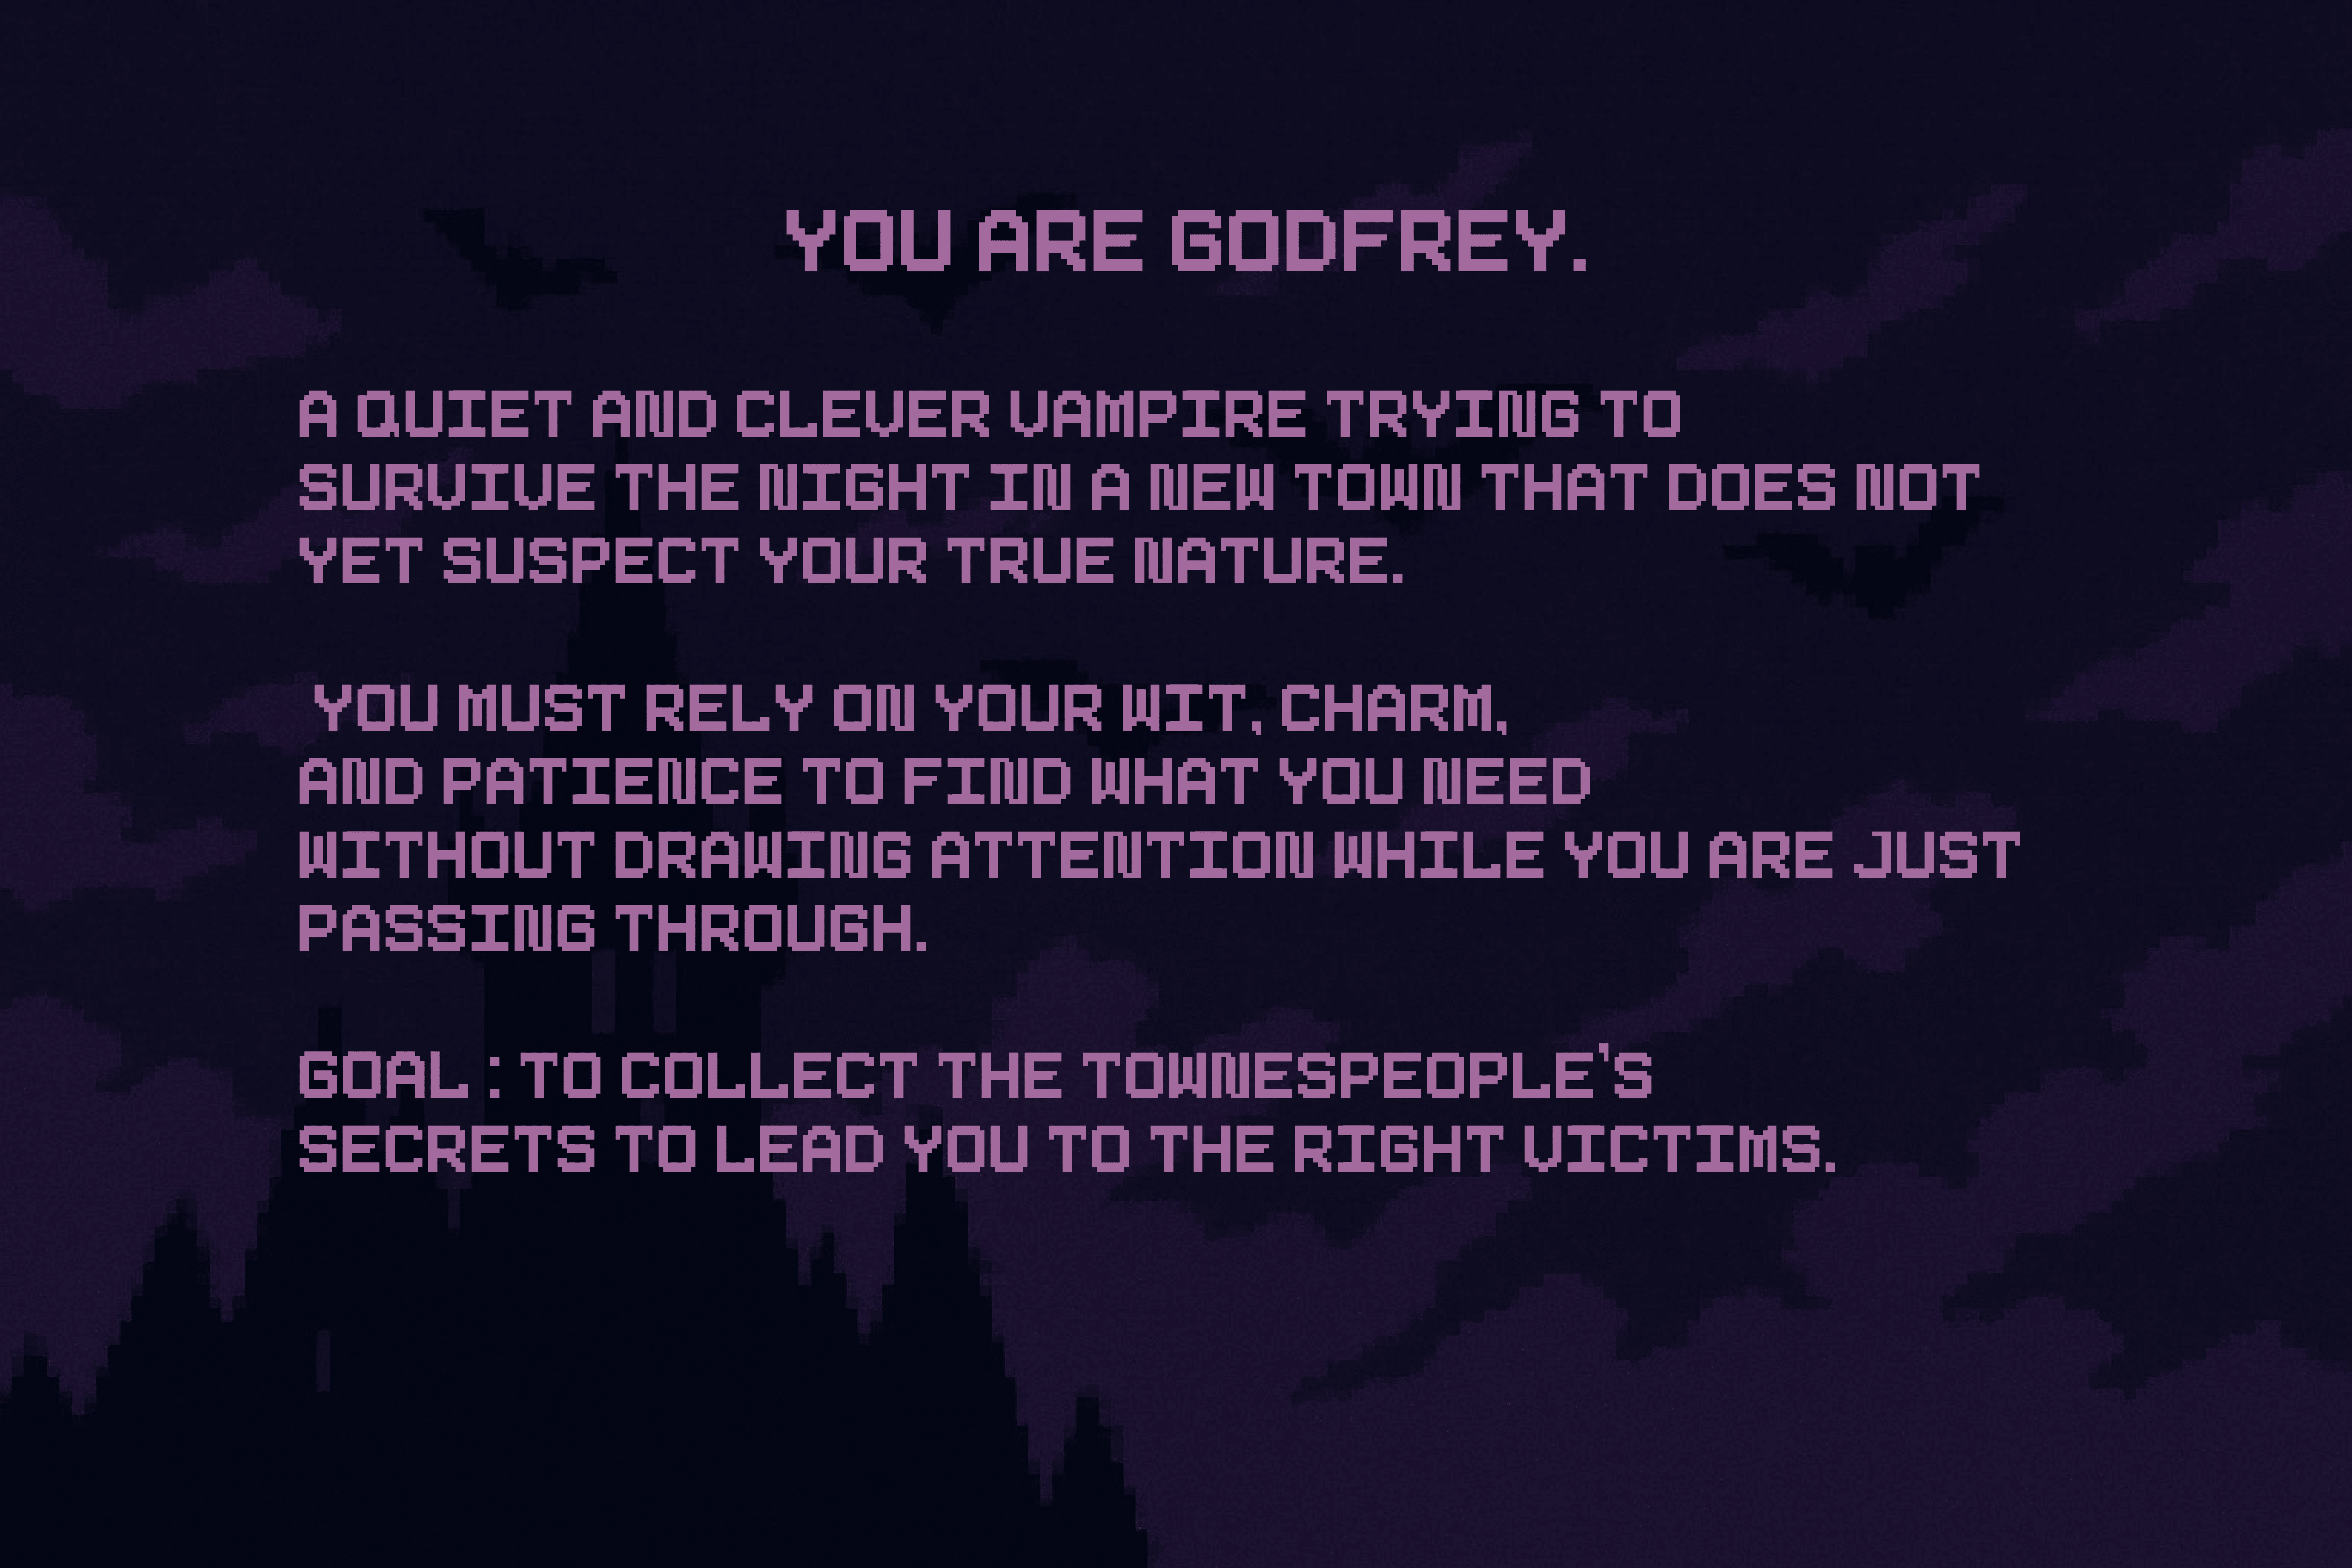 YOU ARE GODFREY.
A QUIET AND CLEVER VAMPIRE TRYING TO
SURVIVE THE NIGHT IN A NEW TOWN THAT DOES NOT
YET SUSPECT YOUR TRUE NATURE.
YOU MUST RELY ON YOUR WIT, CHARM,
AND PATIENCE TO FIND WHAT YOU NEED
WITHOUT DRAWING ATTENTION WHILE YOU ARE JUST
PASSING THROUGH.
GOAL : TO COLLECT THE TOWNESPEOPLE'S
SECRETS TO LEAD YOU TO THE RIGHT VICTIMS.